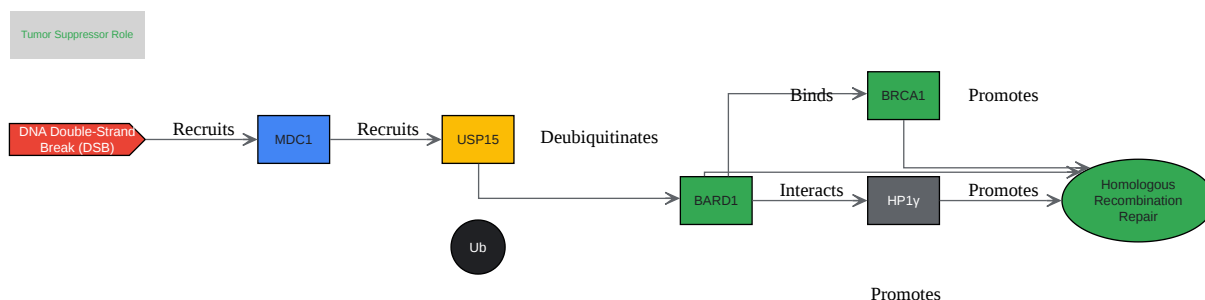 Tumor Suppressor Role
DNA Double-Strand
Break (DSB)
Recruits
MDC1
Recruits
USP15
Deubiquitinates
Ub
BARD1
Binds
BRCA1
Promotes
Interacts
HP1γ
Promotes
Homologous
Recombination
Repair
Promotes